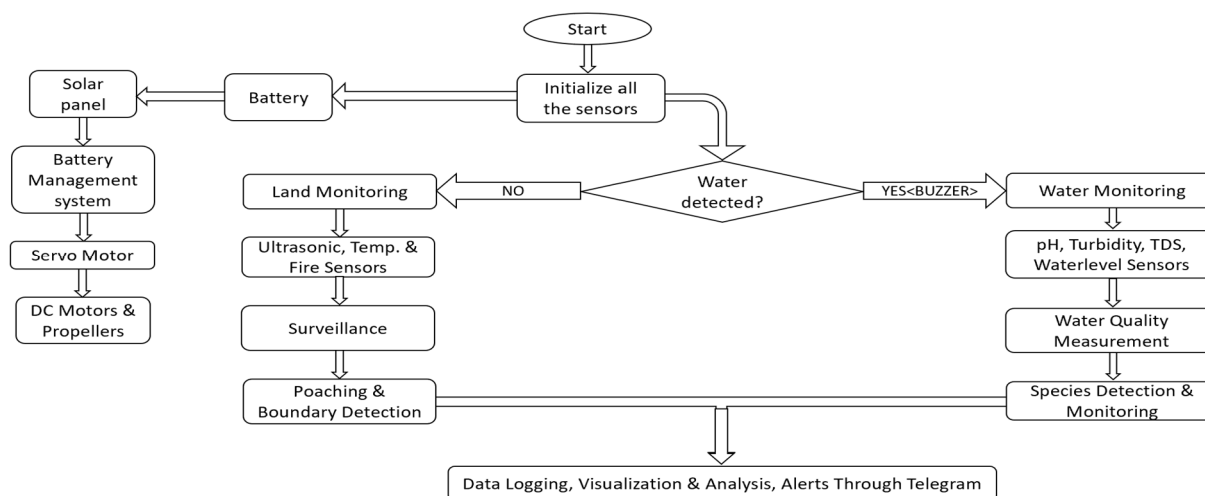 Start
Initialize all
the sensors
Battery
Solar
panel
Battery
Management
system
Servo Motor
DC Motors &
Propellers
Water
detected?
NO
YES<BUZZER>
Land Monitoring
Ultrasonic, Temp. &
Fire Sensors
Surveillance
Poaching &
Boundary Detection
Water Monitoring
pH, Turbidity, TDS,
Waterlevel Sensors
Water Quality
Measurement
Species Detection &
Monitoring
Data Logging, Visualization & Analysis, Alerts Through Telegram